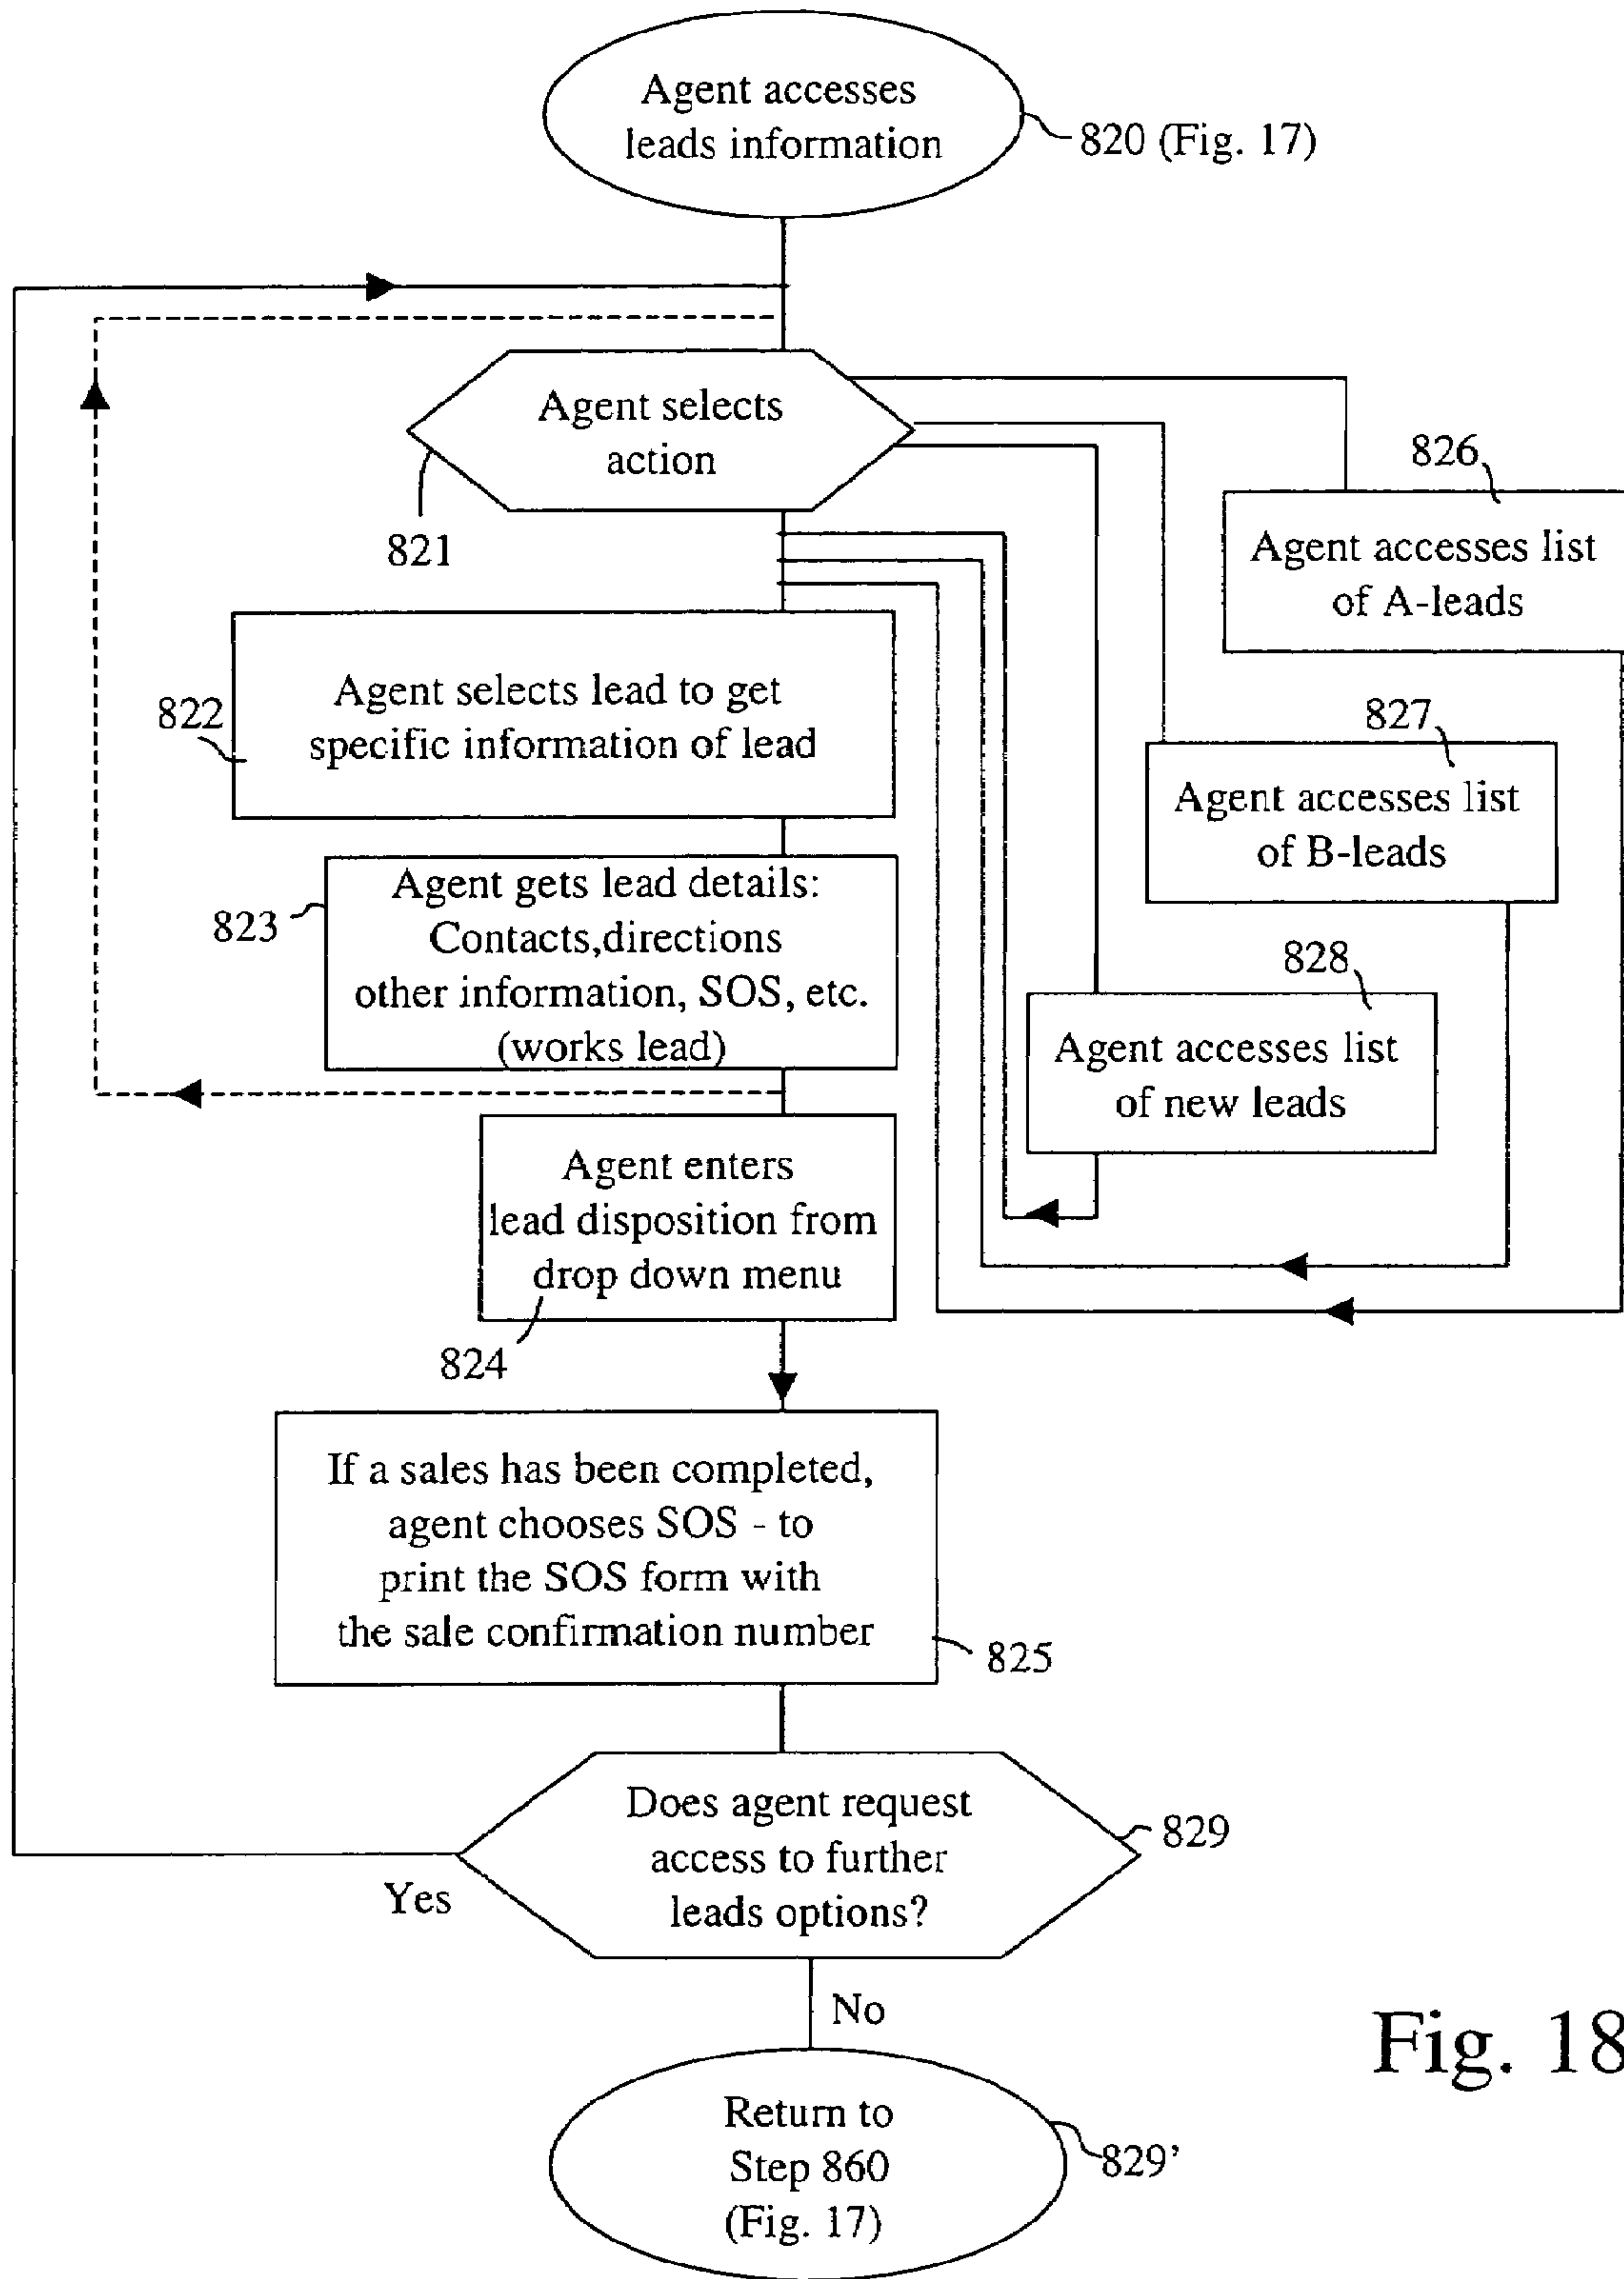 Agent accesses
leads information
820 (Fig. 17)
Agent selects
action
821
826
Agent accesses list
of A-leads
822
Agent selects lead to get
specific information of lead
827
Agent accesses list
of B-leads
823
Agent gets lead details:
Contacts,directions
other information, SOS, etc.
(works lead)
828
Agent accesses list
of new leads
Agent enters
lead disposition from
drop down menu
824
If a sales has been completed,
agent chooses SOS - to
print the SOS form with
the sale confirmation number
825
Does agent request
access to further
leads options?
829
Yes
No
Return to
Step 860
(Fig. 17)
829’
Fig. 18